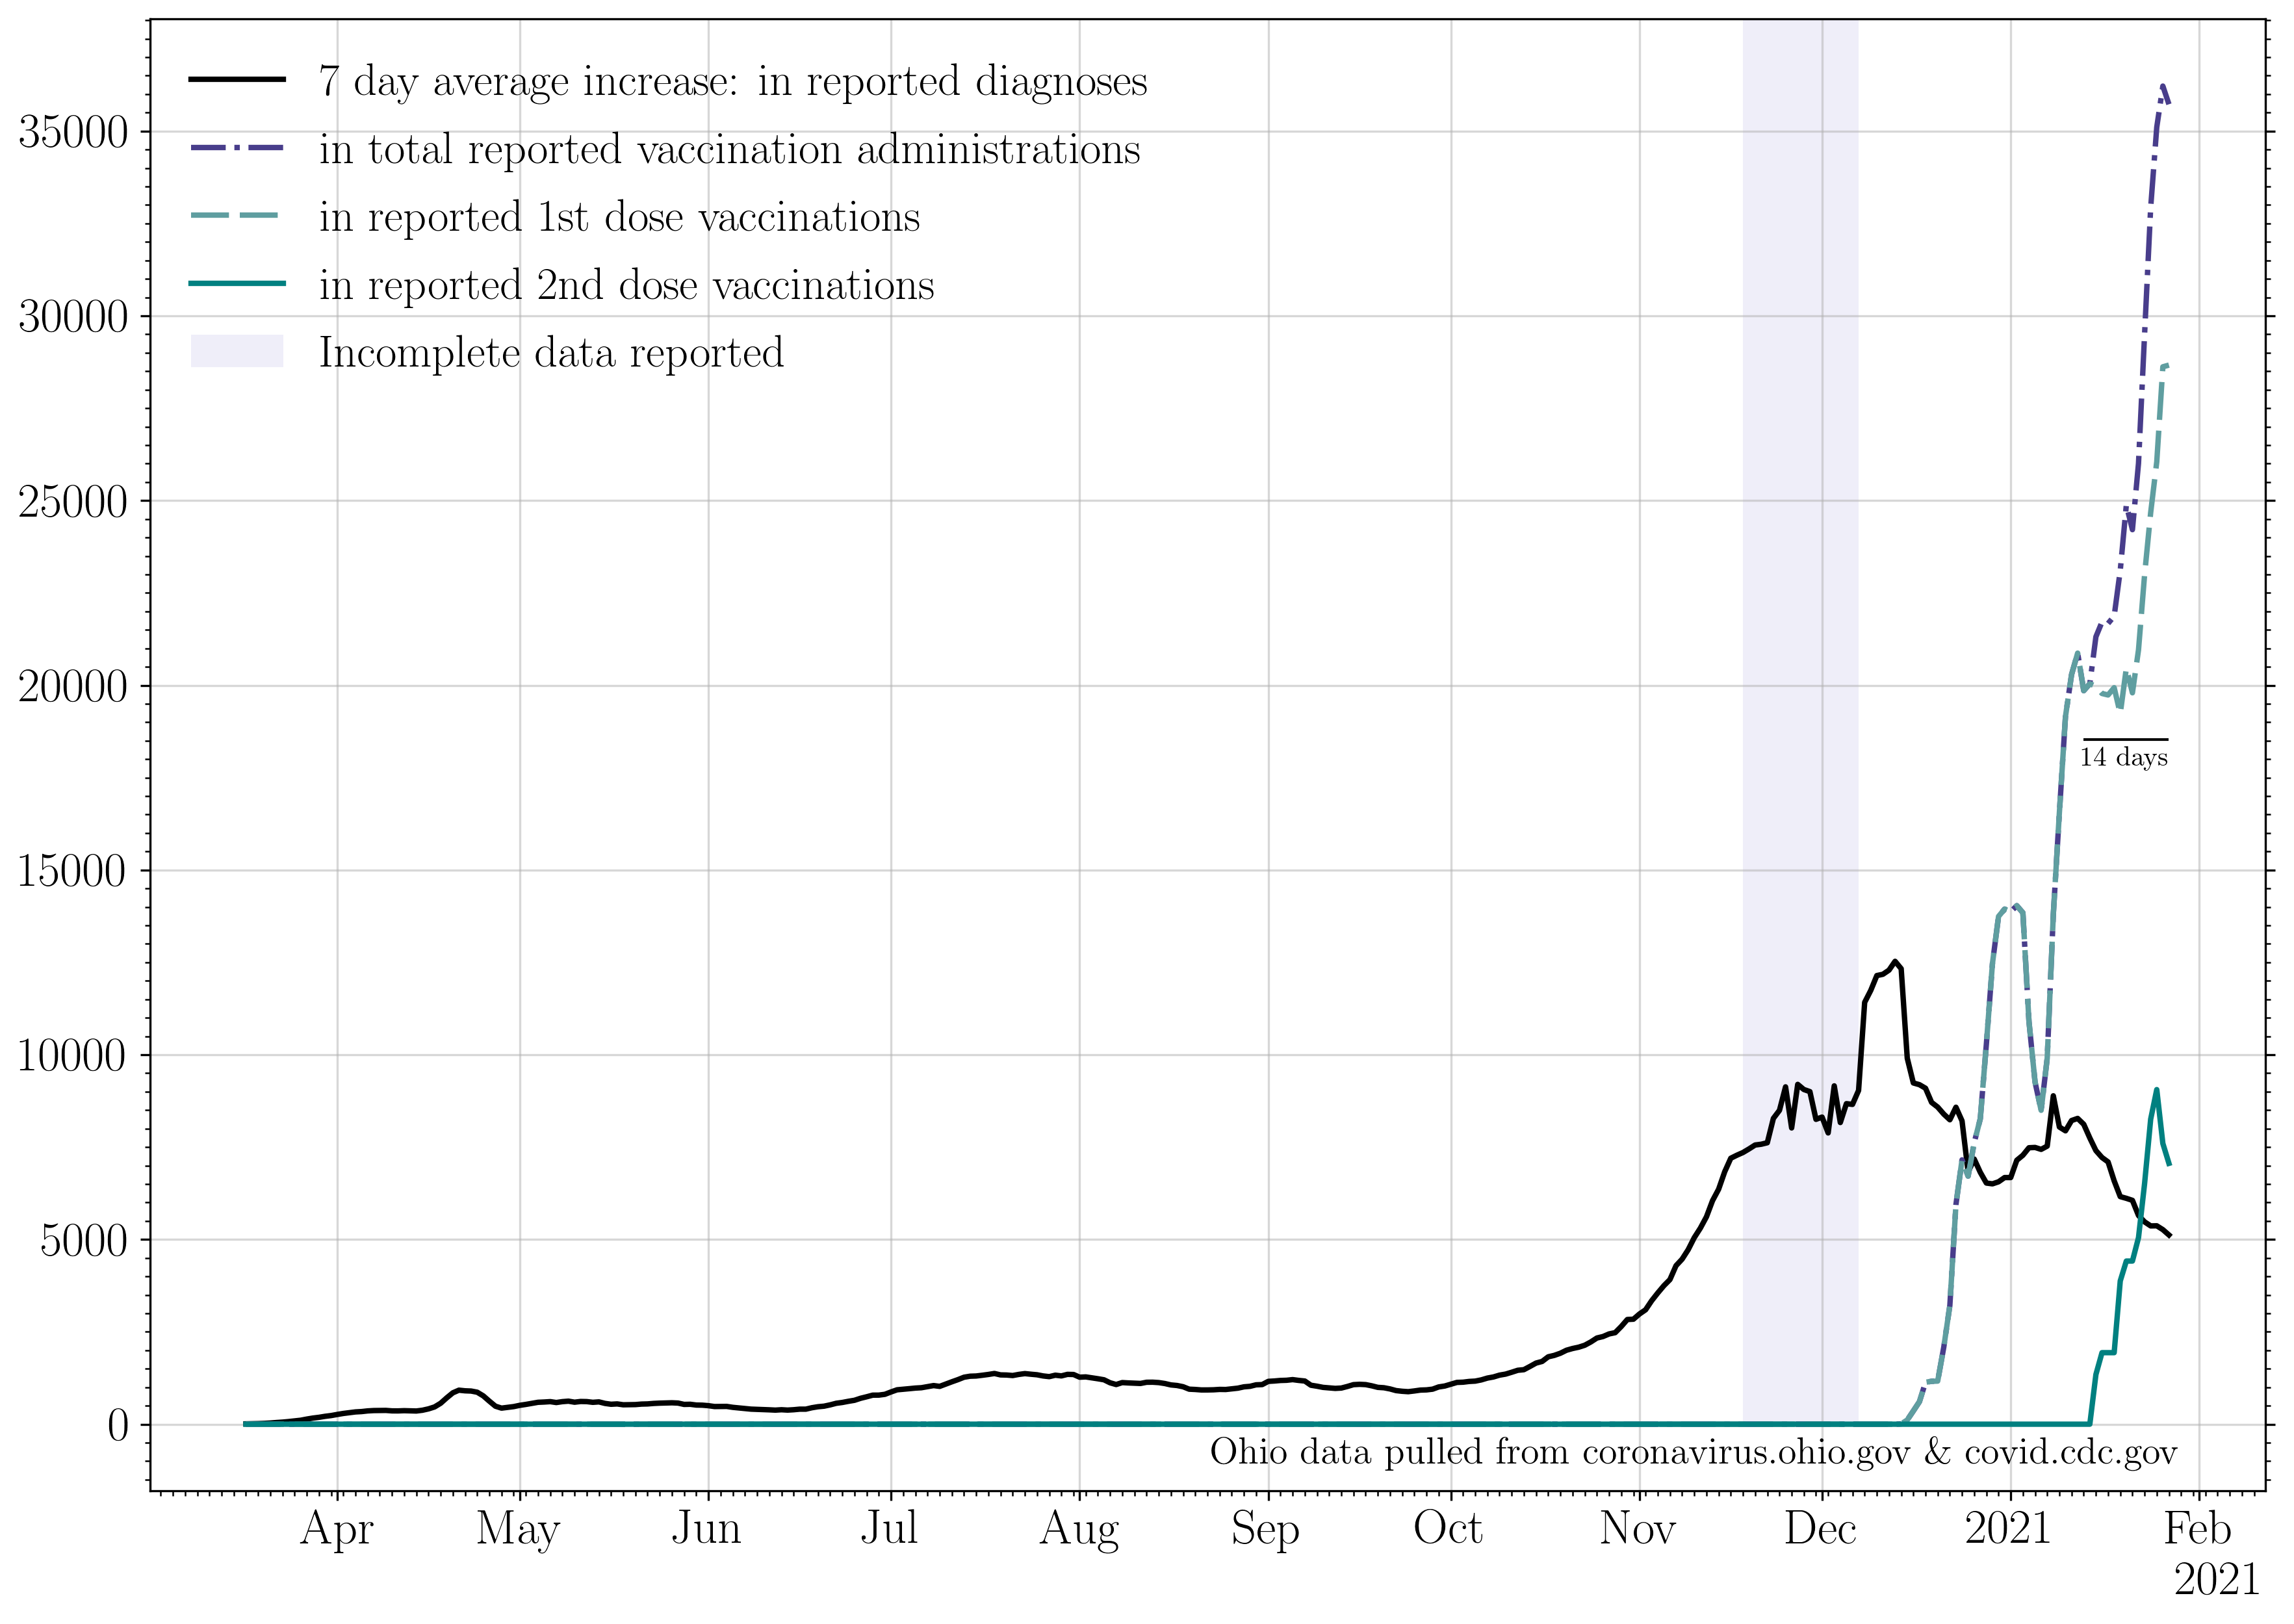 7 day average increase: in reported diagnoses
in total reported vaccination administrations
in reported 1st dose vaccinations
in reported 2nd dose vaccinations
Incomplete data reported
35000
30000
25000
20000
15000
10000
5000
0
14 days
Ohio data pulled from coronavirus.ohio.gov & covid.cdc.gov
Apr May Jun Jul Aug Sep Oct Nov Dec 2021 Feb
2021